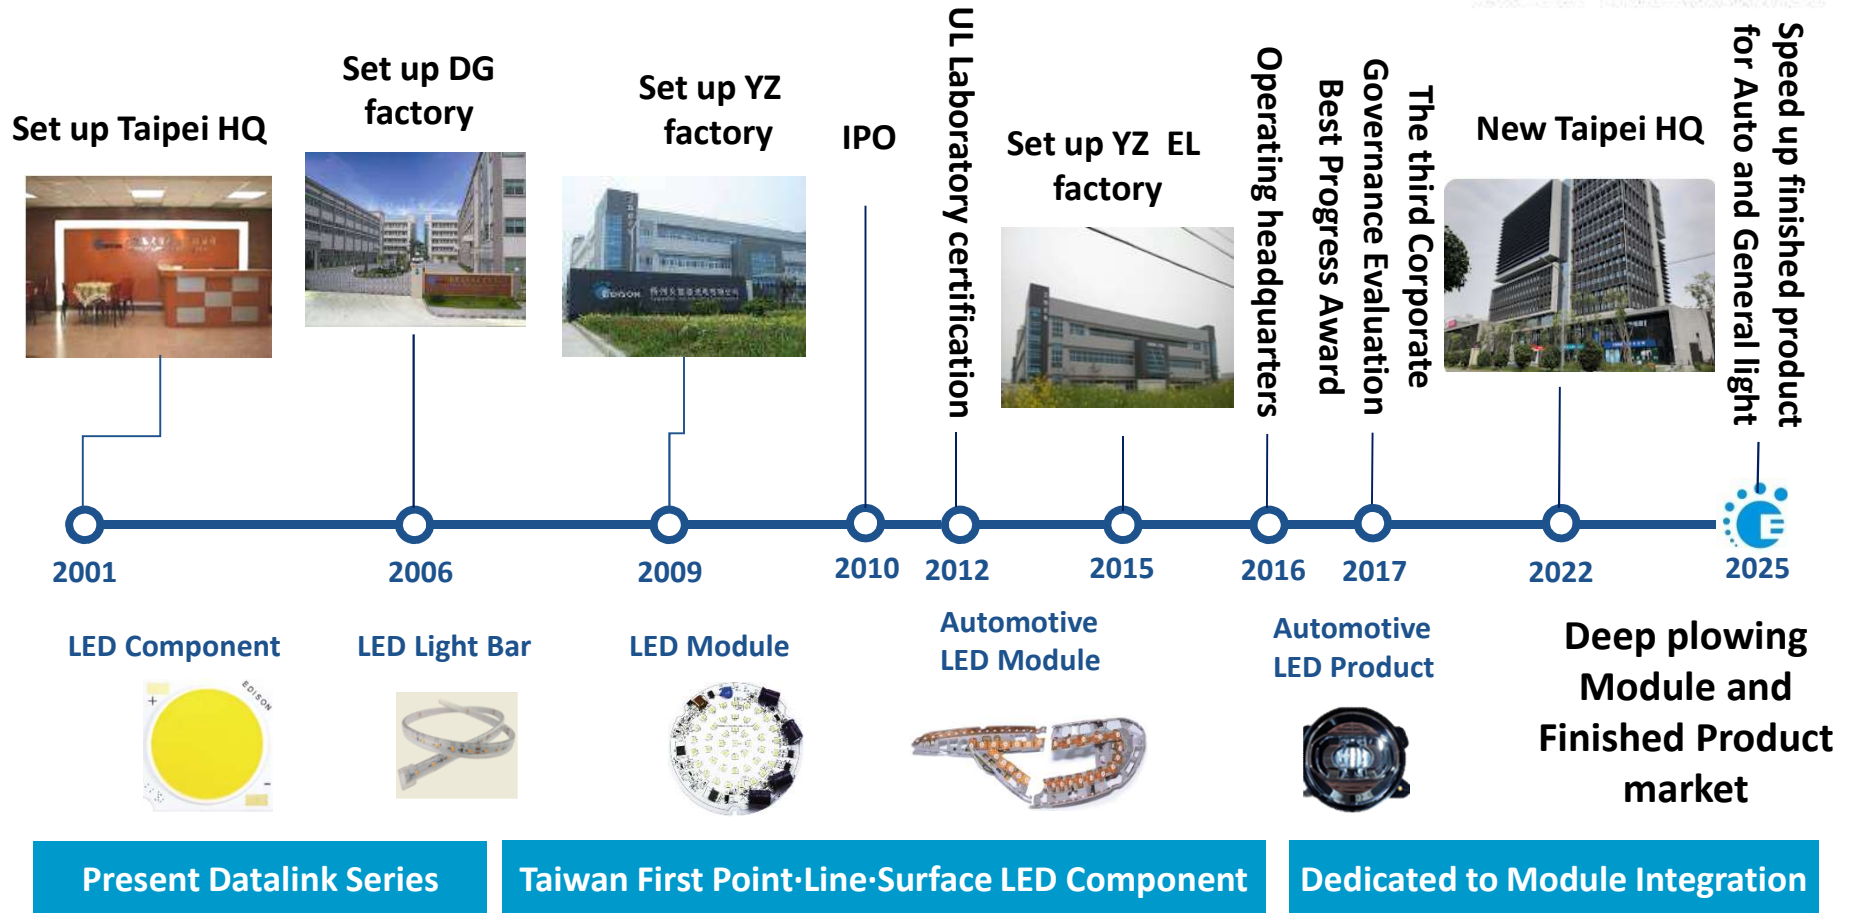 Set up Taipei HQ
Set up DG
factory
Set up YZ
factory
IPO
UL Laboratory certification
Set up YZ EL
factory
Operating headquarters
The third Corporate
Governance Evaluation
Best Progress Award
New Taipei HQ
Speed up finished product
for Auto and General light
EDISON
E
2001
2006
2009
2010
2012
2015
2016
2017
2022
2025
LED Component
LED Light Bar
LED Module
Automotive
LED Module
Automotive
LED Product
EDISON
+
-
Deep plowing
Module and
Finished Product
market
Present Datalink Series
Taiwan First Point·Line·Surface LED Component
Dedicated to Module Integration